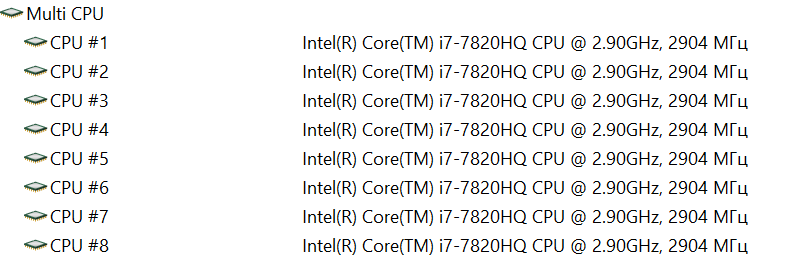 Multi CPU
CPU #1 Intel(R) Core(TM) i7-7820HQ CPU @ 2.90GHz, 2904 МГц
CPU #2 Intel(R) Core(TM) i7-7820HQ CPU @ 2.90GHz, 2904 МГц
CPU #3 Intel(R) Core(TM) i7-7820HQ CPU @ 2.90GHz, 2904 МГц
CPU #4 Intel(R) Core(TM) i7-7820HQ CPU @ 2.90GHz, 2904 МГц
CPU #5 Intel(R) Core(TM) i7-7820HQ CPU @ 2.90GHz, 2904 МГц
CPU #6 Intel(R) Core(TM) i7-7820HQ CPU @ 2.90GHz, 2904 МГц
CPU #7 Intel(R) Core(TM) i7-7820HQ CPU @ 2.90GHz, 2904 МГц
CPU #8 Intel(R) Core(TM) i7-7820HQ CPU @ 2.90GHz, 2904 МГц